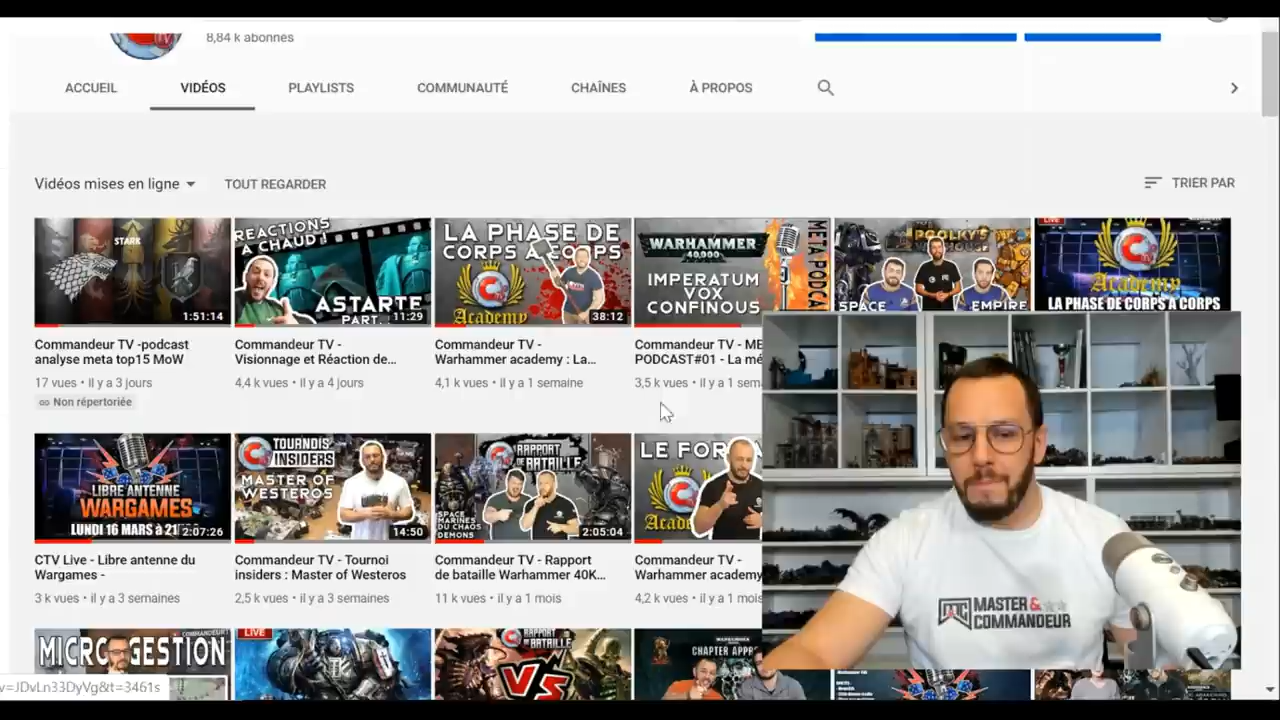 8,84 k abonnes
ACCUEIL
VIDÉOS
PLAYLISTS
COMMUNAUTÉ
CHAÎNES
À PROPOS
Vidéos mises en ligne
TOUT REGARDER
TRIER PAR
STARK
1:51:14
REACTIONS
A CHAUD !
ASTARTE
PART.
11:29
LA PHASE DE
CORPS A CORPS
Academy
38:12
WARHAMMER
40,000
IMPERATUM
VOX
CONFINOUS
META PODCA
POOLKY'S
SPACE
EMPIRE
LIVE
Academy
LA PHASE DE CORPS A CORPS
Commandeur TV -podcast
analyse meta top15 MoW
17 vues • il y a 3 jours
Non répertoriée
Commandeur TV -
Visionnage et Réaction de...
4,4 k vues • il y a 4 jours
Commandeur TV -
Warhammer academy : La...
4,1 k vues • il y a 1 semaine
Commandeur TV - ME
PODCAST#01 - La mé
3,5 k vues • il y a 1 sem
LIBRE ANTENNE
WARGAMES
LUNDI 16 MARS à 21
2:07:26
TOURNOIS
INSIDERS
MASTER OF
WESTEROS
14:50
RAPPORT
DE BATAILLE
SPACE
MARINES
DU CHAOS
DEMONS
2:05:04
LE FOR
Acad
CTV Live - Libre antenne du
Wargames -
3 k vues • il y a 3 semaines
Commandeur TV - Tournoi
insiders : Master of Westeros
2,5 k vues • il y a 3 semaines
Commandeur TV - Rapport
de bataille Warhammer 40K...
11 k vues • il y a 1 mois
Commandeur TV -
Warhammer academy
4,2 k vues • il y a 1 mois
MASTER &
COMMANDEUR
MICRO GESTION
LIVE
RAPPORT
DE BATAILLE
VS
CHAPTER APPR
v=JDvLn33DyVg&t=3461s